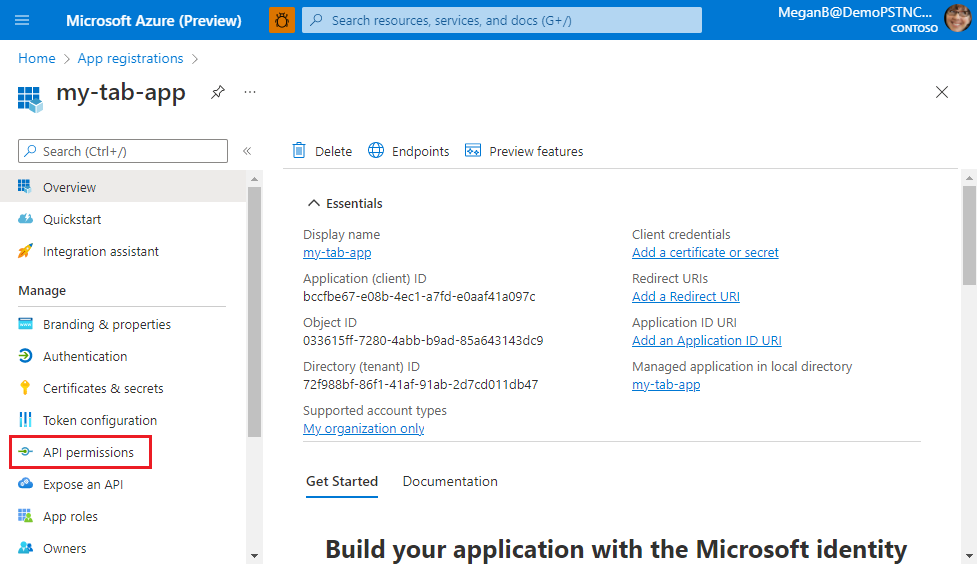 Microsoft Azure (Preview)
Search resources, services, and docs (G+/)
MeganB@DemoPSTNC...
CONTOSO
Home > App registrations >
my-tab-app
Search (Ctrl+/)
Overview
Quickstart
Integration assistant
Manage
Branding & properties
Authentication
Certificates & secrets
Token configuration
API permissions
Expose an API
App roles
Owners
Delete Endpoints Preview features
Essentials
Display name
my-tab-app
Application (client) ID
bccfbe67-e08b-4ec1-a7fd-e0aaf41a097c
Object ID
033615ff-7280-4abb-b9ad-85a643143dc9
Directory (tenant) ID
72f988bf-86f1-41af-91ab-2d7cd011db47
Supported account types
My organization only
Client credentials
Add a certificate or secret
Redirect URIs
Add a Redirect URI
Application ID URI
Add an Application ID URI
Managed application in local directory
my-tab-app
Get Started Documentation
Build your application with the Microsoft identity